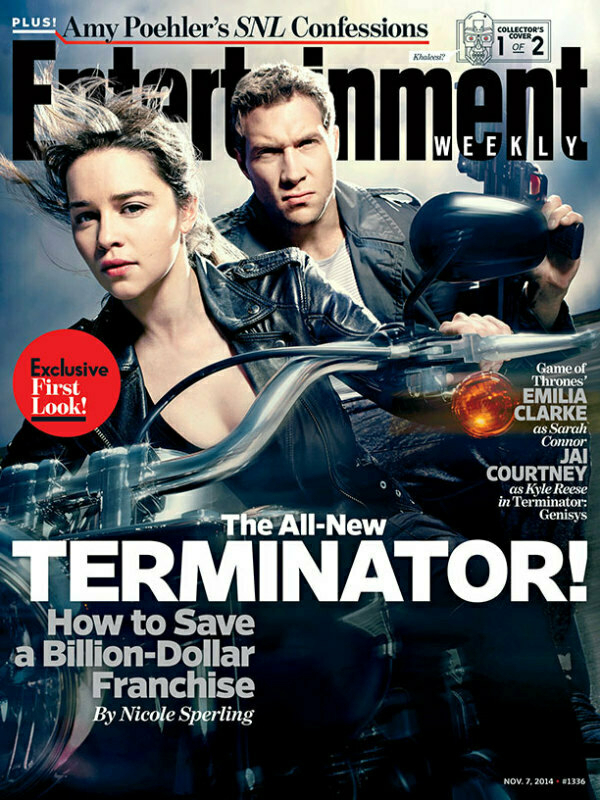 PLUS!
Amy Poehler's SNL Confessions
Khaleesi?
COLLECTOR'S
COVER
1 OF 2
Entertainment
WEEKLY
Exclusive
First
Look!
Game of
Thrones'
EMILIA
CLARKE
as Sarah
Connor
JAI
COURTNEY
as Kyle Reese
in Terminator:
Genisys
The All-New
TERMINATOR!
How to Save
a Billion-Dollar
Franchise
By Nicole Sperling
NOV. 7, 2014 • #1336